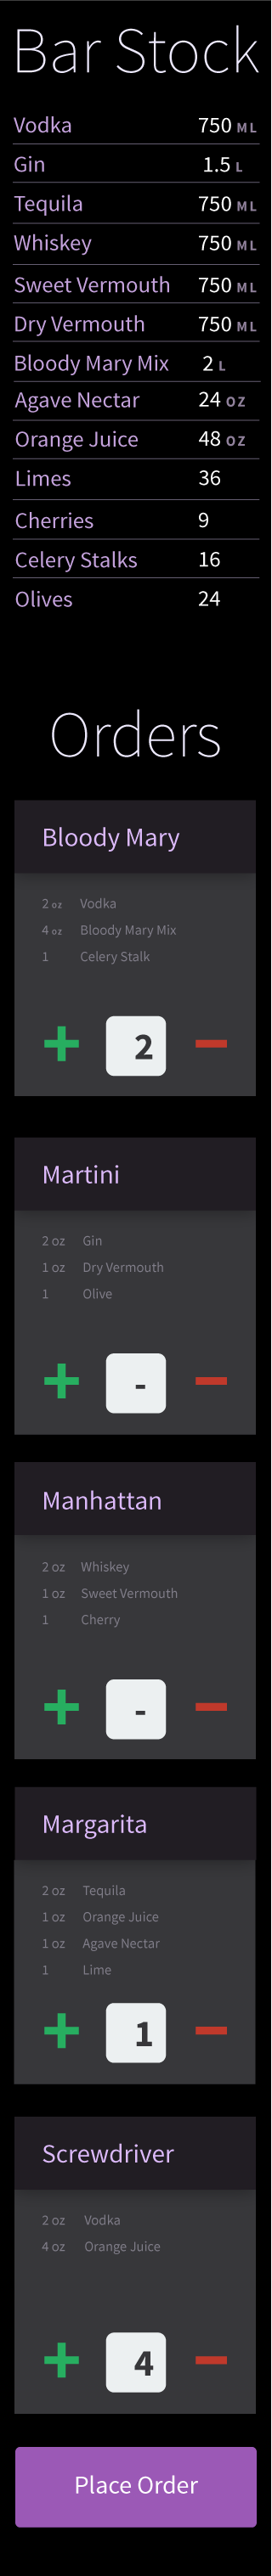 Bar Stock
Vodka 750 ML
Gin 1.5 L
Tequila 750 ML
Whiskey 750 ML
Sweet Vermouth 750 ML
Dry Vermouth 750 ML
Bloody Mary Mix 2 L
Agave Nectar 24 OZ
Orange Juice 48 OZ
Limes 36
Cherries 9
Celery Stalks 16
Olives 24
Orders
Bloody Mary
2 oz Vodka
4 oz Bloody Mary Mix
1 Celery Stalk
+ 2 −
Martini
2 oz Gin
1 oz Dry Vermouth
1 Olive
+ - −
Manhattan
2 oz Whiskey
1 oz Sweet Vermouth
1 Cherry
+ - −
Margarita
2 oz Tequila
1 oz Orange Juice
1 oz Agave Nectar
1 Lime
+ 1 −
Screwdriver
2 oz Vodka
4 oz Orange Juice
+ 4 −
Place Order